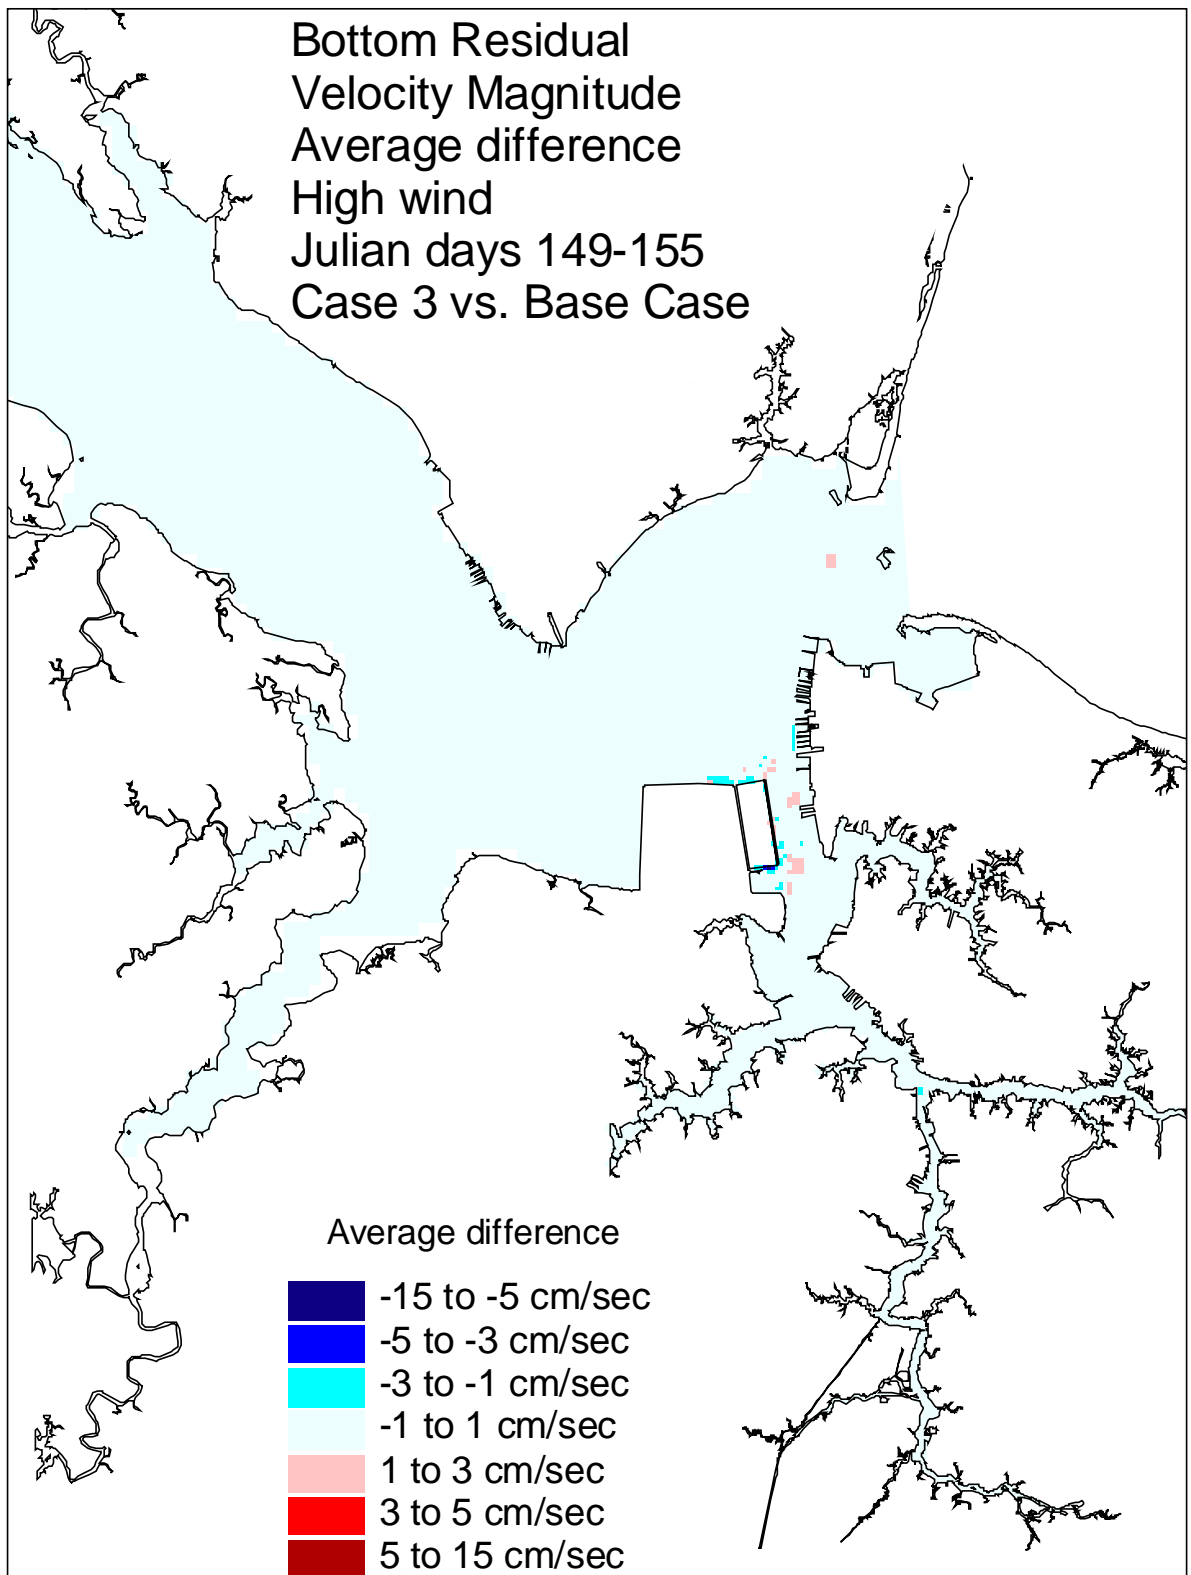 Bottom Residual
Velocity Magnitude
Average difference
High wind
Julian days 149-155
Case 3 vs. Base Case
Average difference
-15 to -5 cm/sec
-5 to -3 cm/sec
-3 to -1 cm/sec
-1 to 1 cm/sec
1 to 3 cm/sec
3 to 5 cm/sec
5 to 15 cm/sec